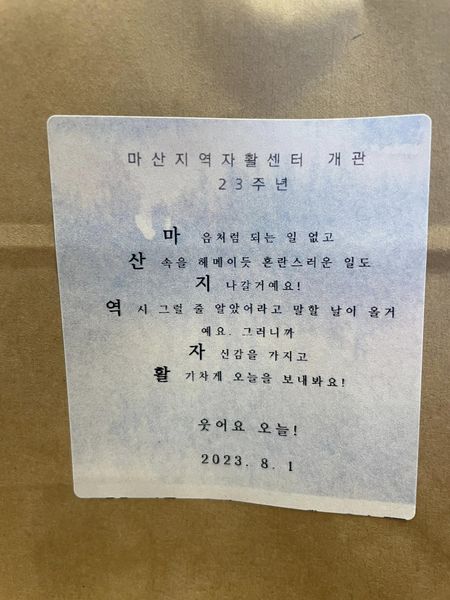 마산지역자활센터 개관
23주년
마 음처럼 되는 일 없고
산 속을 헤메이듯 혼란스러운 일도
지 나갈거예요!
역 시 그럴 줄 알았어라고 말할 날이 올거
예요. 그러니까
자 신감을 가지고
활 기차게 오늘을 보내봐요!
웃어요 오늘!
2023. 8. 1